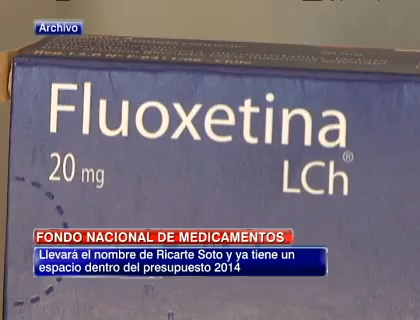 Archivo
Fluoxetina
20 mg
LCh®
FONDO NACIONAL DE MEDICAMENTOS
Llevará el nombre de Ricarte Soto y ya tiene un
espacio dentro del presupuesto 2014